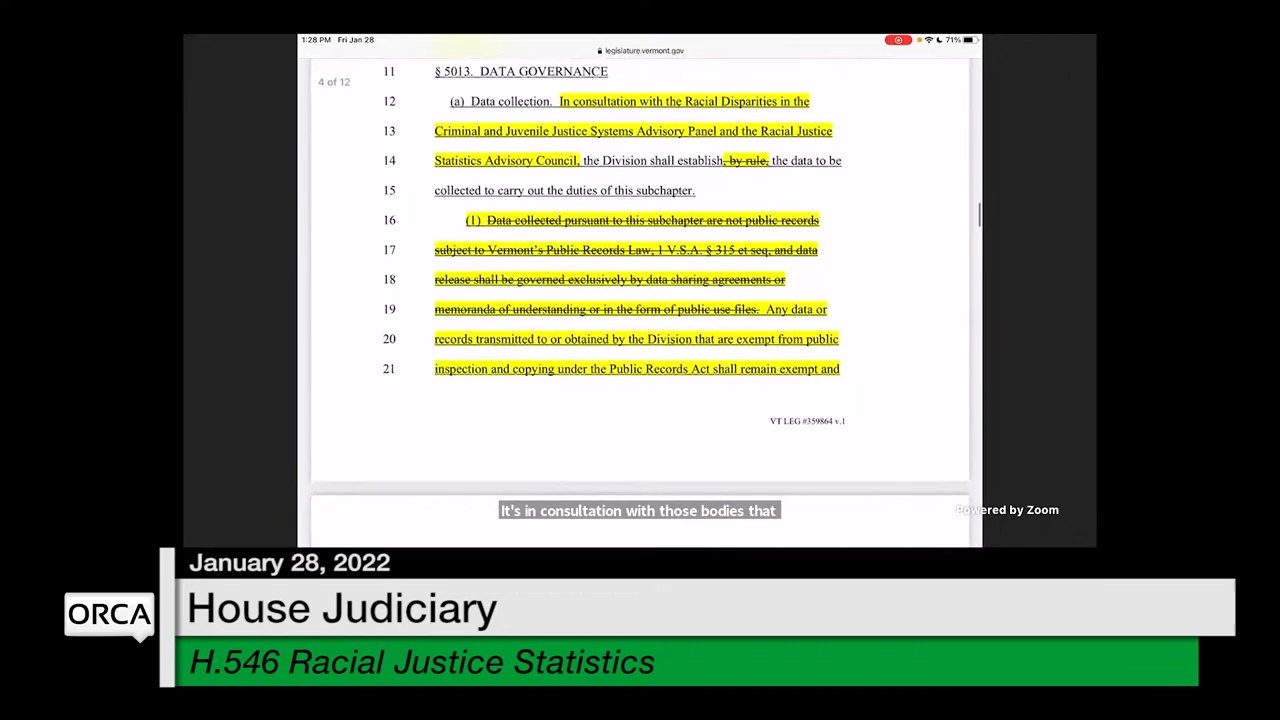 1:28 PM Fri Jan 28
legislature.vermont.gov
71%
4 of 12
11 § 5013. DATA GOVERNANCE
12 (a) Data collection. In consultation with the Racial Disparities in the
13 Criminal and Juvenile Justice Systems Advisory Panel and the Racial Justice
14 Statistics Advisory Council, the Division shall establish, by rule, the data to be
15 collected to carry out the duties of this subchapter.
16 (1) Data collected pursuant to this subchapter are not public records
17 subject to Vermont's Public Records Law, 1 V.S.A. § 315 et seq, and data
18 release shall be governed exclusively by data sharing agreements or
19 memoranda of understanding or in the form of public use files. Any data or
20 records transmitted to or obtained by the Division that are exempt from public
21 inspection and copying under the Public Records Act shall remain exempt and
VT LEG #359864 v.1
It's in consultation with those bodies that
Powered by Zoom
January 28, 2022
ORCA
House Judiciary
H.546 Racial Justice Statistics